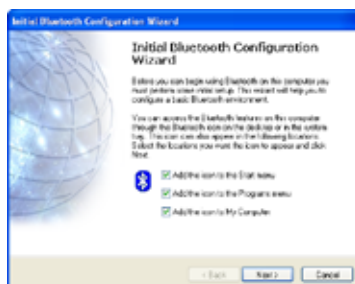 Initial Bluetooth Configuration Wizard
Initial Bluetooth Configuration
Wizard
Before you can begin using Bluetooth on this computer you
must perform some initial setup. This wizard will help you to
configure a basic Bluetooth environment.
You can access the Bluetooth features on this computer
through the Bluetooth icon on the desktop or in the system
tray. This icon can also appear in the following locations.
Select the locations you want the icon to appear and click
Next
Add the icon to the Start menu
Add the icon to the Programs menu
Add the icon to My Computer
< Back
Next >
Cancel